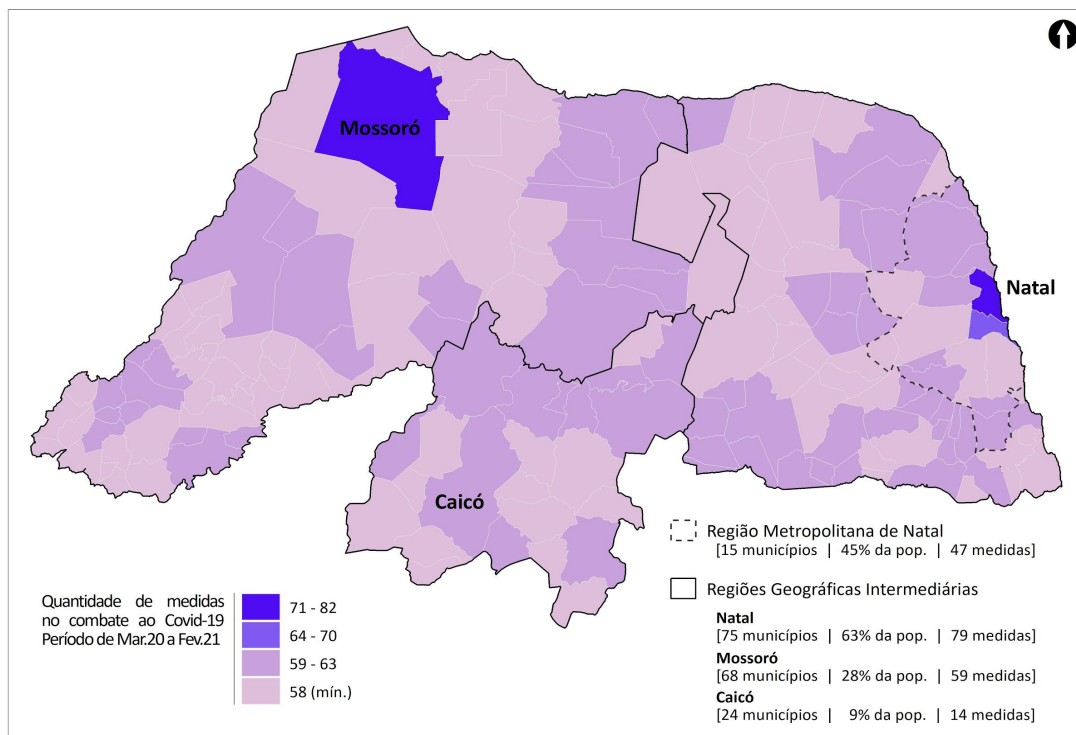 Mossoró
Natal
Caicó
Região Metropolitana de Natal
[15 municípios | 45% da pop. | 47 medidas]
Regiões Geográficas Intermediárias
Natal
[75 municípios | 63% da pop. | 79 medidas]
Mossoró
[68 municípios | 28% da pop. | 59 medidas]
Caicó
[24 municípios | 9% da pop. | 14 medidas]
Quantidade de medidas
no combate ao Covid-19
Período de Mar.20 a Fev.21
71 - 82
64 - 70
59 - 63
58 (mín.)